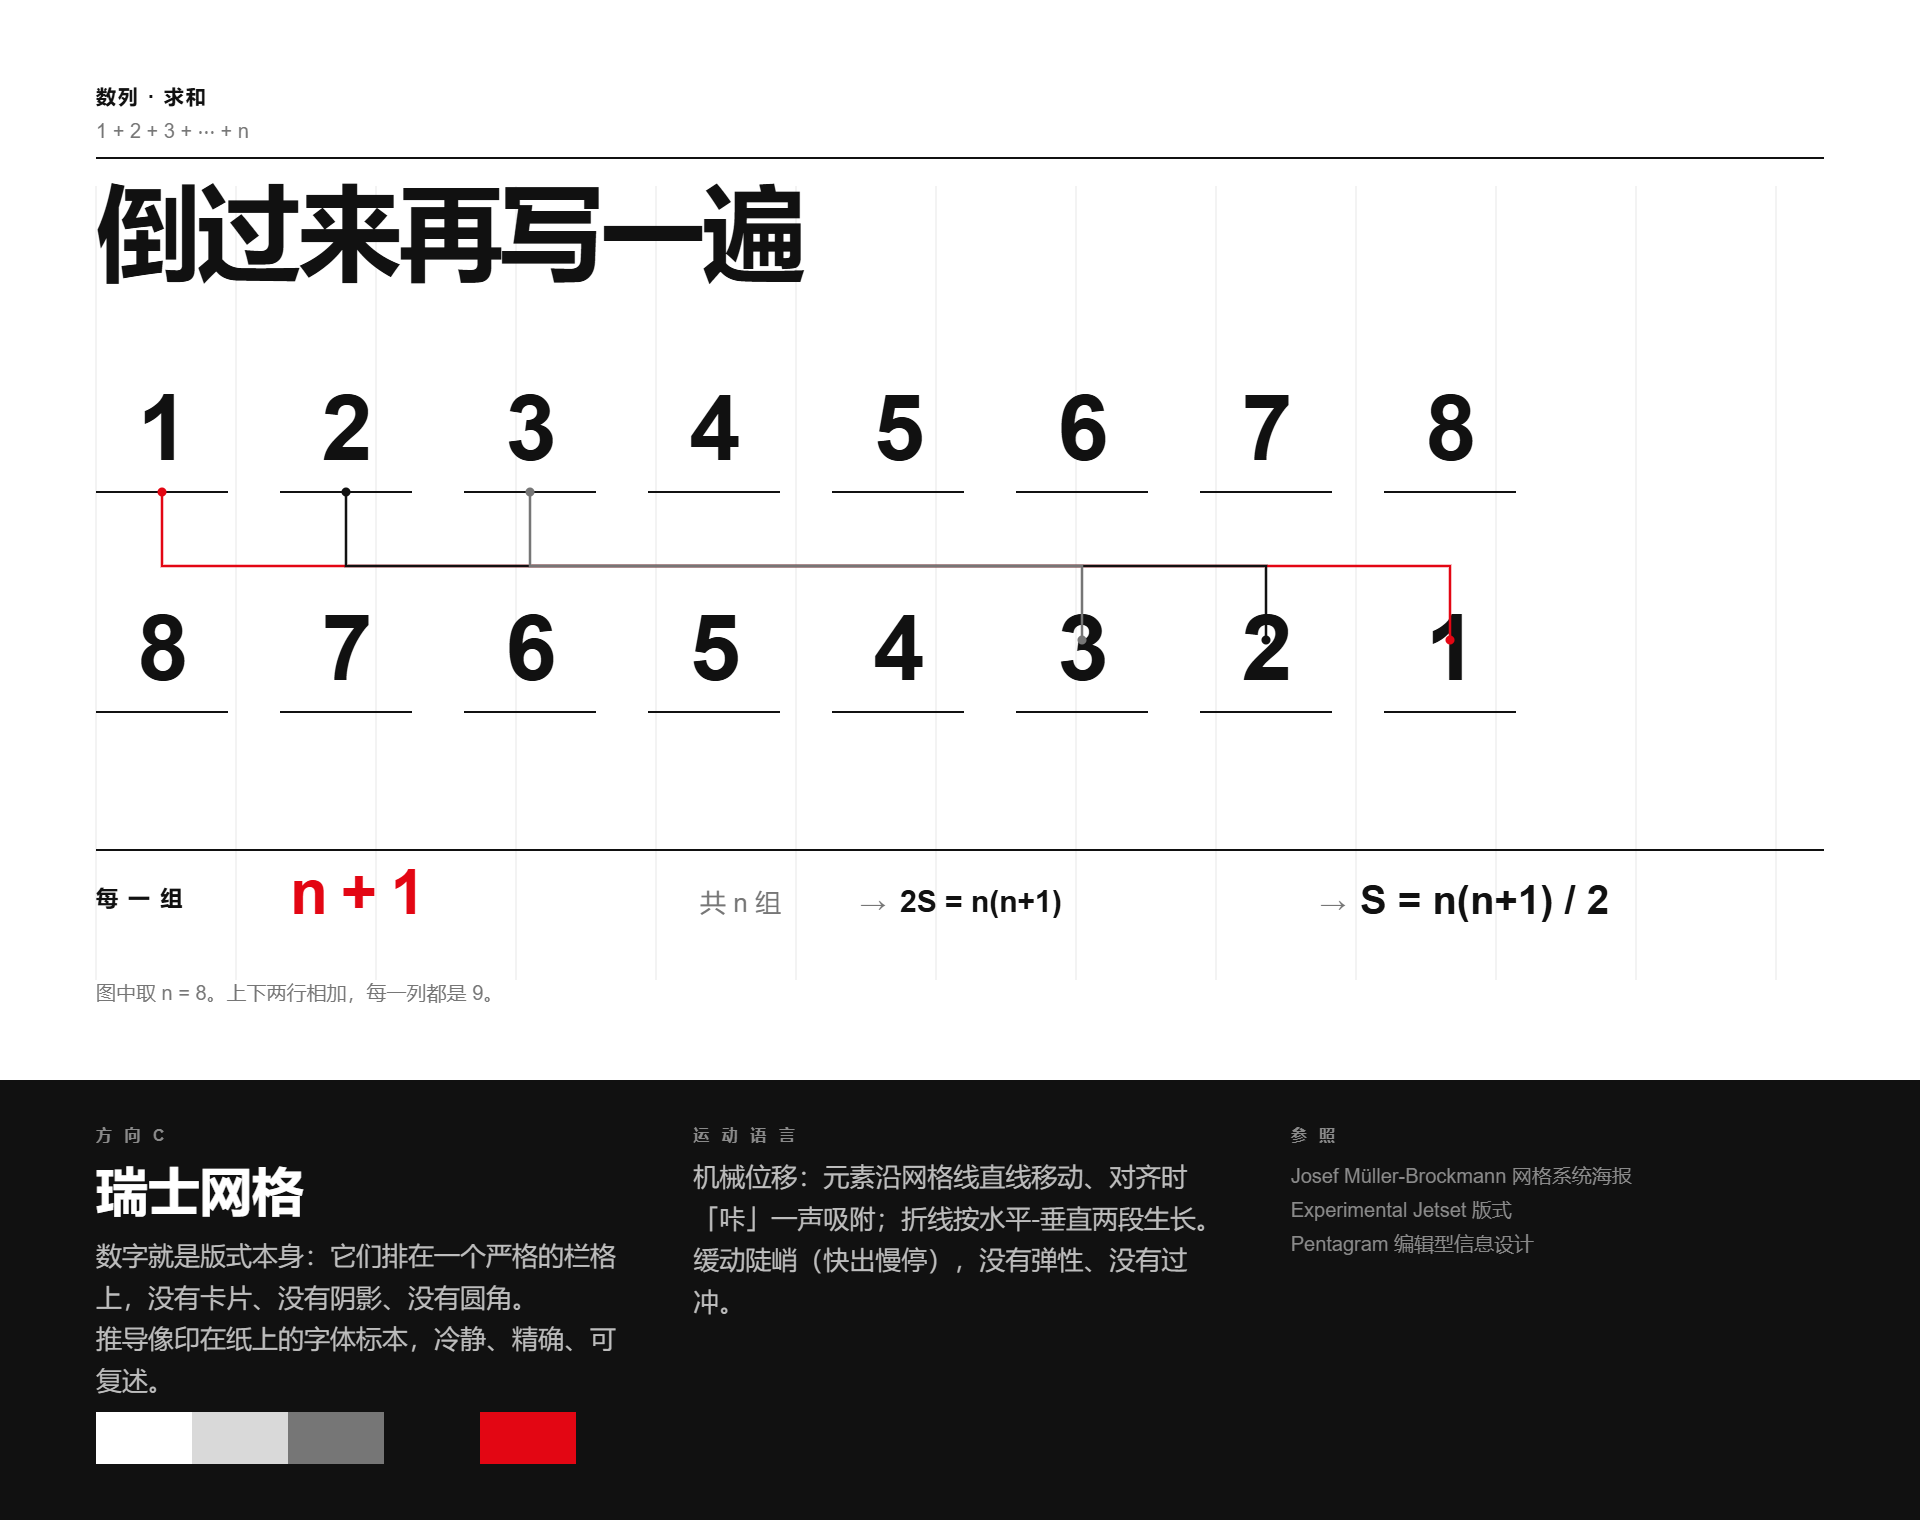 数列 · 求和
1 + 2 + 3 + ··· + n
倒过来再写一遍
1 2 3 4 5 6 7 8
8 7 6 5 4 3 2 1
每一组 n + 1 共 n 组 → 2S = n(n+1) → S = n(n+1) / 2
图中取 n = 8。上下两行相加，每一列都是 9。
方向 C
瑞士网格
数字就是版式本身：它们排在一个严格的栏格
上，没有卡片、没有阴影、没有圆角。
推导像印在纸上的字体标本，冷静、精确、可
复述。
运动语言
机械位移：元素沿网格线直线移动、对齐时
「咔」一声吸附；折线按水平-垂直两段生长。
缓动陡峭（快出慢停），没有弹性、没有过
冲。
参照
Josef Müller-Brockmann 网格系统海报
Experimental Jetset 版式
Pentagram 编辑型信息设计